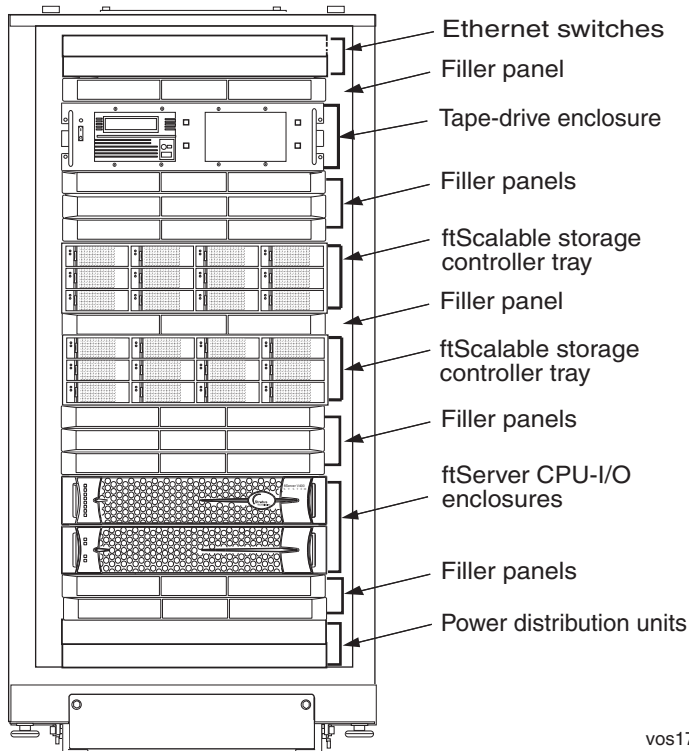 Ethernet switches
Filler panel
Tape-drive enclosure
Filler panels
ftScalable storage
controller tray
Filler panel
ftScalable storage
controller tray
Filler panels
ftServer CPU-I/O
enclosures
Filler panels
Power distribution units